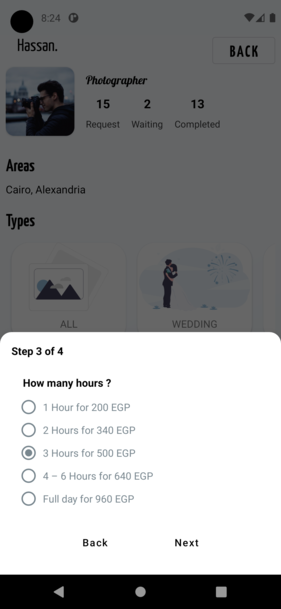 8:24
Hassan.
BACK
Photographer
15 2 13
Request Waiting Completed
Areas
Cairo, Alexandria
Types
ALL WEDDING
Step 3 of 4
How many hours ?
1 Hour for 200 EGP
2 Hours for 340 EGP
3 Hours for 500 EGP
4 – 6 Hours for 640 EGP
Full day for 960 EGP
Back Next